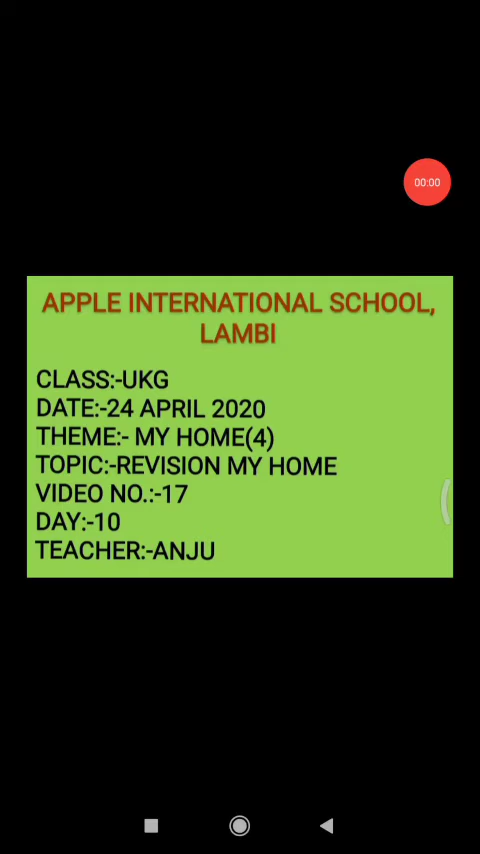 00:00
APPLE INTERNATIONAL SCHOOL,
LAMBI
CLASS:-UKG
DATE:-24 APRIL 2020
THEME:- MY HOME(4)
TOPIC:-REVISION MY HOME
VIDEO NO.:-17
DAY:-10
TEACHER:-ANJU